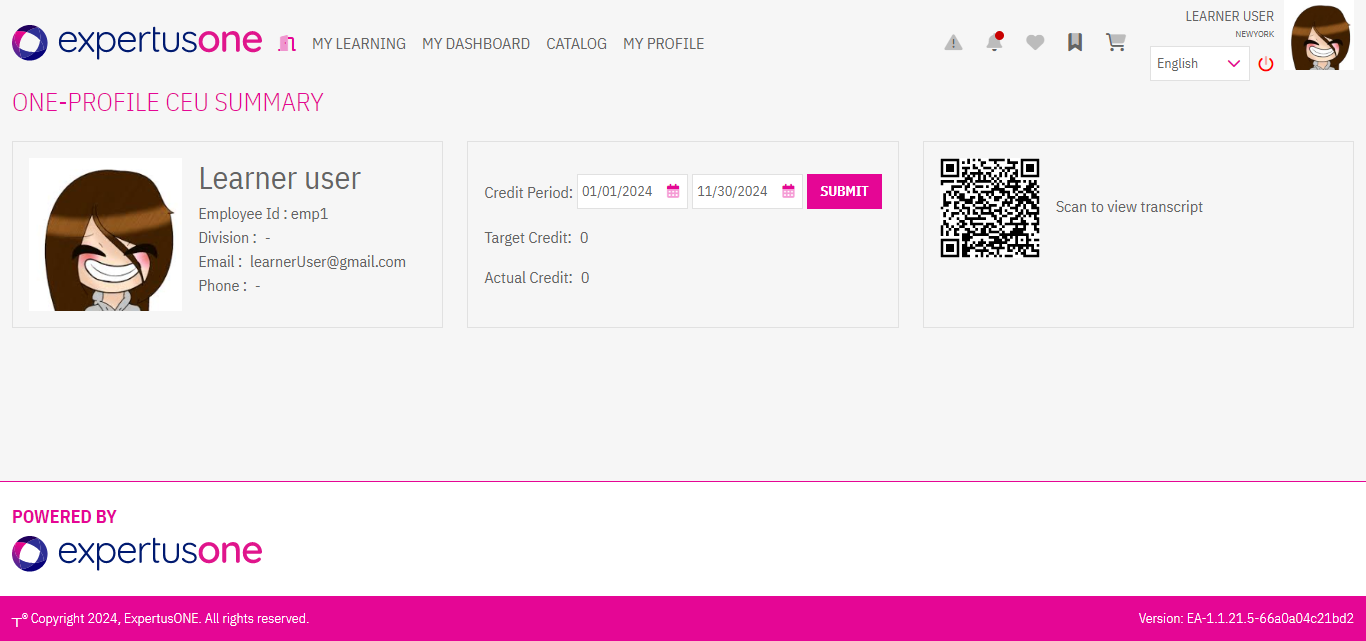 expertusone MY LEARNING MY DASHBOARD CATALOG MY PROFILE
LEARNER USER
NEWYORK
English
ONE-PROFILE CEU SUMMARY
Learner user
Employee Id : emp1
Division : -
Email : learnerUser@gmail.com
Phone : -
Credit Period: 01/01/2024 11/30/2024 SUBMIT
Target Credit: 0
Actual Credit: 0
Scan to view transcript
POWERED BY
expertusone
┬® Copyright 2024, ExpertusONE. All rights reserved.
Version: EA-1.1.21.5-66a0a04c21bd2